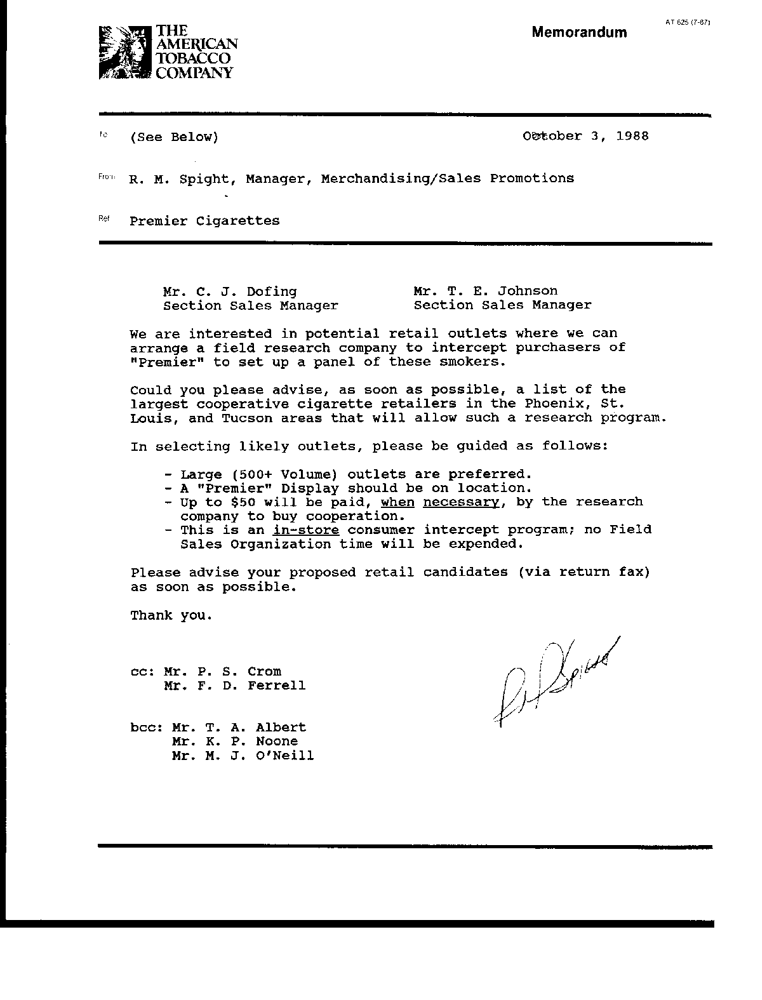 AT 625 (7-87)
THE
AMERICAN
TOBACCO
COMPANY
Memorandum
To (See Below) October 3, 1988
From R. M. Spight, Manager, Merchandising/Sales Promotions
Ref Premier Cigarettes
Mr. C. J. Dofing Mr. T. E. Johnson
Section Sales Manager Section Sales Manager
We are interested in potential retail outlets where we can
arrange a field research company to intercept purchasers of
"Premier" to set up a panel of these smokers.
Could you please advise, as soon as possible, a list of the
largest cooperative cigarette retailers in the Phoenix, St.
Louis, and Tucson areas that will allow such a research program.
In selecting likely outlets, please be guided as follows:
- Large (500+ Volume) outlets are preferred.
- A "Premier" Display should be on location.
- Up to $50 will be paid, when necessary, by the research
company to buy cooperation.
- This is an in-store consumer intercept program; no Field
Sales Organization time will be expended.
Please advise your proposed retail candidates (via return fax)
as soon as possible.
Thank you.
cc: Mr. P. S. Crom
Mr. F. D. Ferrell
bcc: Mr. T. A. Albert
Mr. K. P. Noone
Mr. M. J. O'Neill